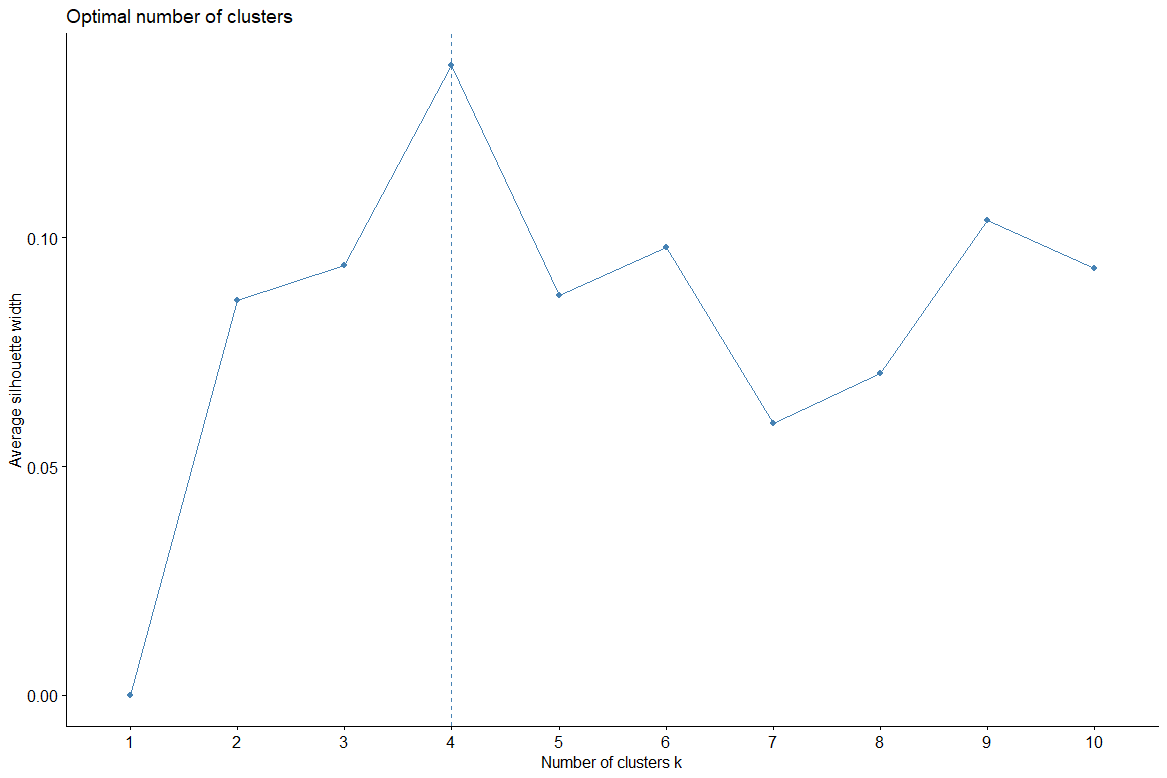 Optimal number of clusters
Average silhouette width
0.10
0.05
0.00
1 2 3 4 5 6 7 8 9 10
Number of clusters k